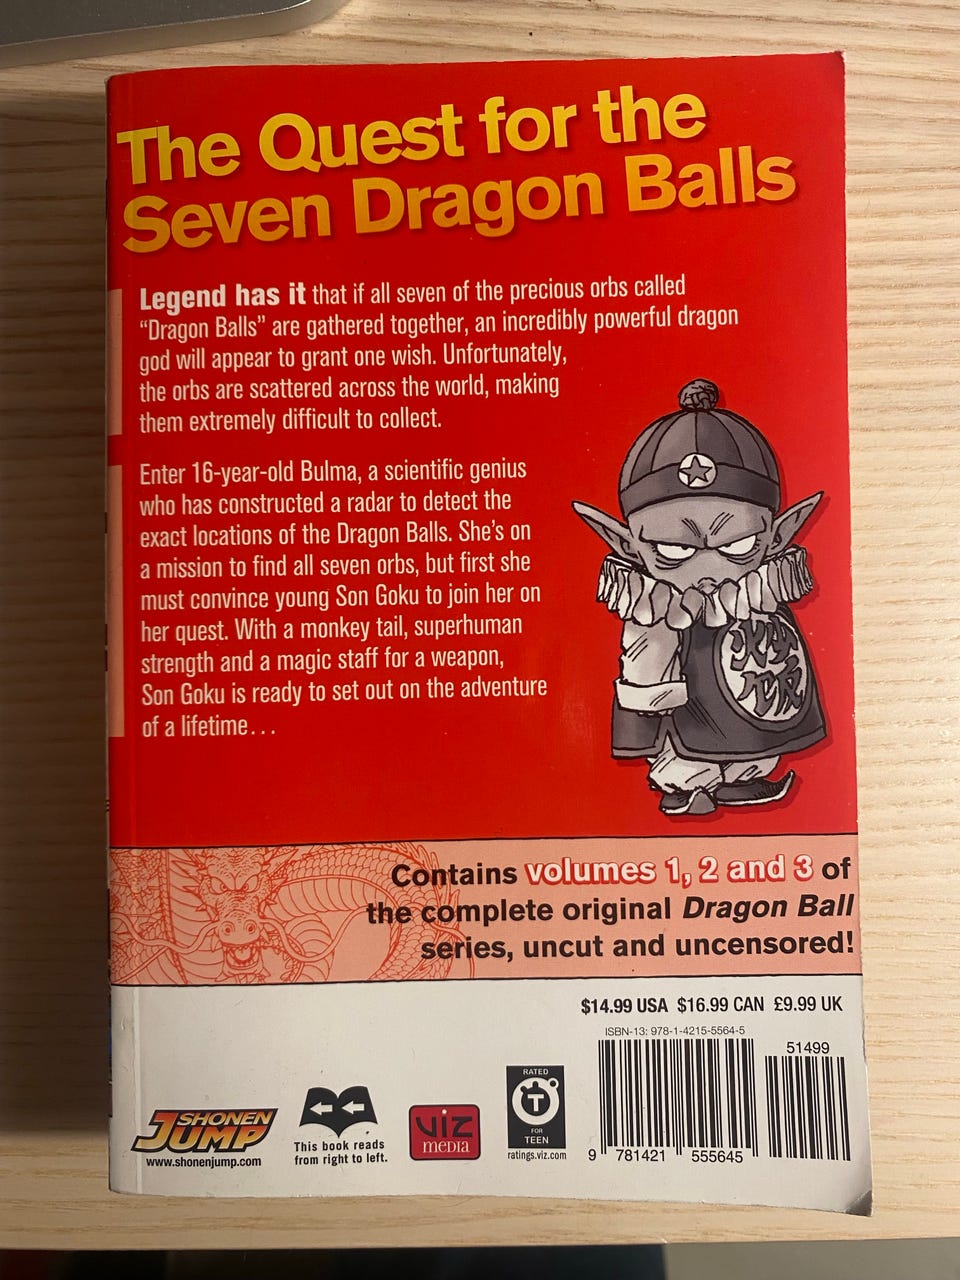 The Quest for the
Seven Dragon Balls
Legend has it that if all seven of the precious orbs called
“Dragon Balls” are gathered together, an incredibly powerful dragon
god will appear to grant one wish. Unfortunately,
the orbs are scattered across the world, making
them extremely difficult to collect.
Enter 16-year-old Bulma, a scientific genius
who has constructed a radar to detect the
exact locations of the Dragon Balls. She's on
a mission to find all seven orbs, but first she
must convince young Son Goku to join her on
her quest. With a monkey tail, superhuman
strength and a magic staff for a weapon,
Son Goku is ready to set out on the adventure
of a lifetime...
Contains volumes 1, 2 and 3 of
the complete original Dragon Ball
series, uncut and uncensored!
$14.99 USA $16.99 CAN £9.99 UK
ISBN-13: 978-1-4215-5564-5
51499
9 781421 555645
SHONEN
JUMP
www.shonenjump.com
This book reads
from right to left.
VIZ
media
RATED
T
FOR
TEEN
ratings.viz.com